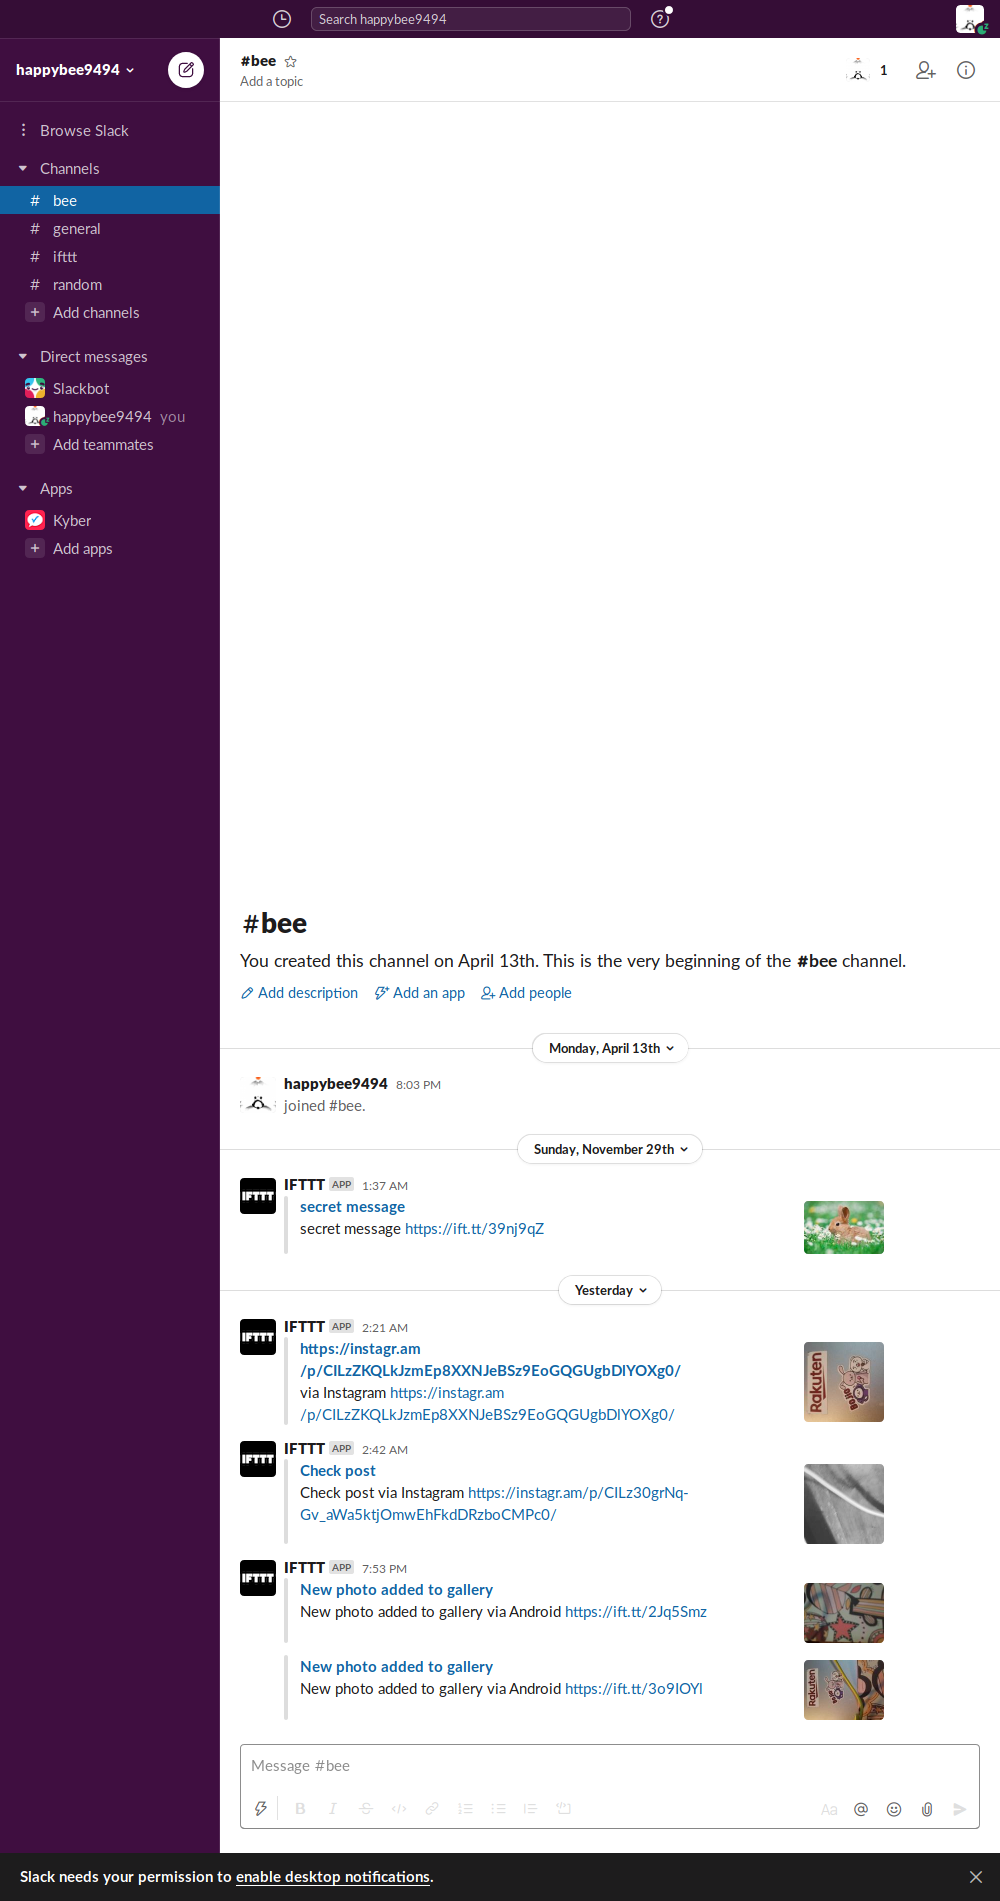 Search happybee9494
happybee9494
#bee
Add a topic
1
Browse Slack
Channels
# bee
# general
# ifttt
# random
+ Add channels
Direct messages
Slackbot
happybee9494 you
+ Add teammates
Apps
Kyber
+ Add apps
#bee
You created this channel on April 13th. This is the very beginning of the #bee channel.
Add description Add an app Add people
Monday, April 13th
happybee9494 8:03 PM
joined #bee.
Sunday, November 29th
IFTTT
IFTTT APP 1:37 AM
secret message
secret message https://ift.tt/39nj9qZ
Yesterday
IFTTT
IFTTT APP 2:21 AM
https://instagr.am
/p/CILzZKQLkJzmEp8XXNJeBSz9EoGQGUgbDlYOXg0/
via Instagram https://instagr.am
/p/CILzZKQLkJzmEp8XXNJeBSz9EoGQGUgbDlYOXg0/
Rakuten
IFTTT
IFTTT APP 2:42 AM
Check post
Check post via Instagram https://instagr.am/p/CILz30grNq-
Gv_aWa5ktjOmwEhFkdDRzboCMPc0/
IFTTT
IFTTT APP 7:53 PM
New photo added to gallery
New photo added to gallery via Android https://ift.tt/2Jq5Smz
New photo added to gallery
New photo added to gallery via Android https://ift.tt/3o9IOYl
Rakuten
Message #bee
B I S </> Aa @
Slack needs your permission to enable desktop notifications.